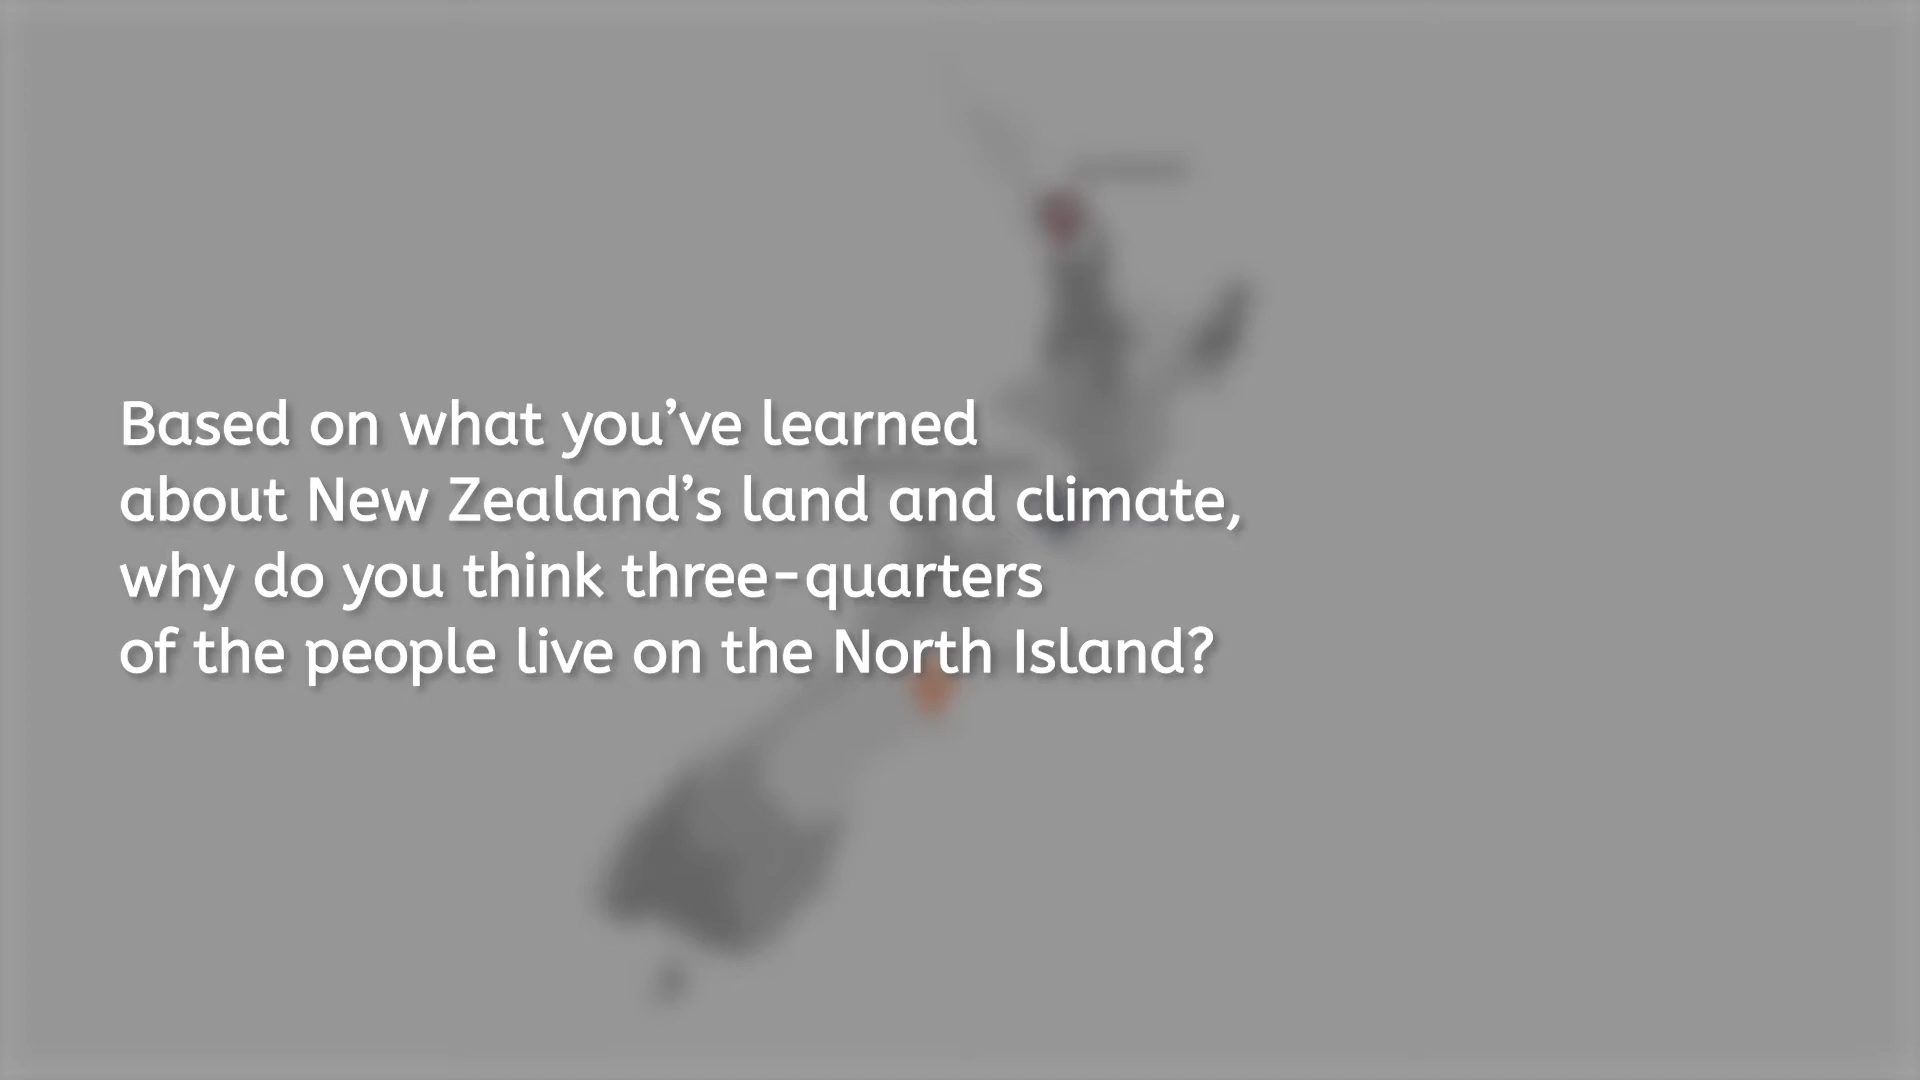 Based on what you’ve learned
about New Zealand’s land and climate,
why do you think three-quarters
of the people live on the North Island?